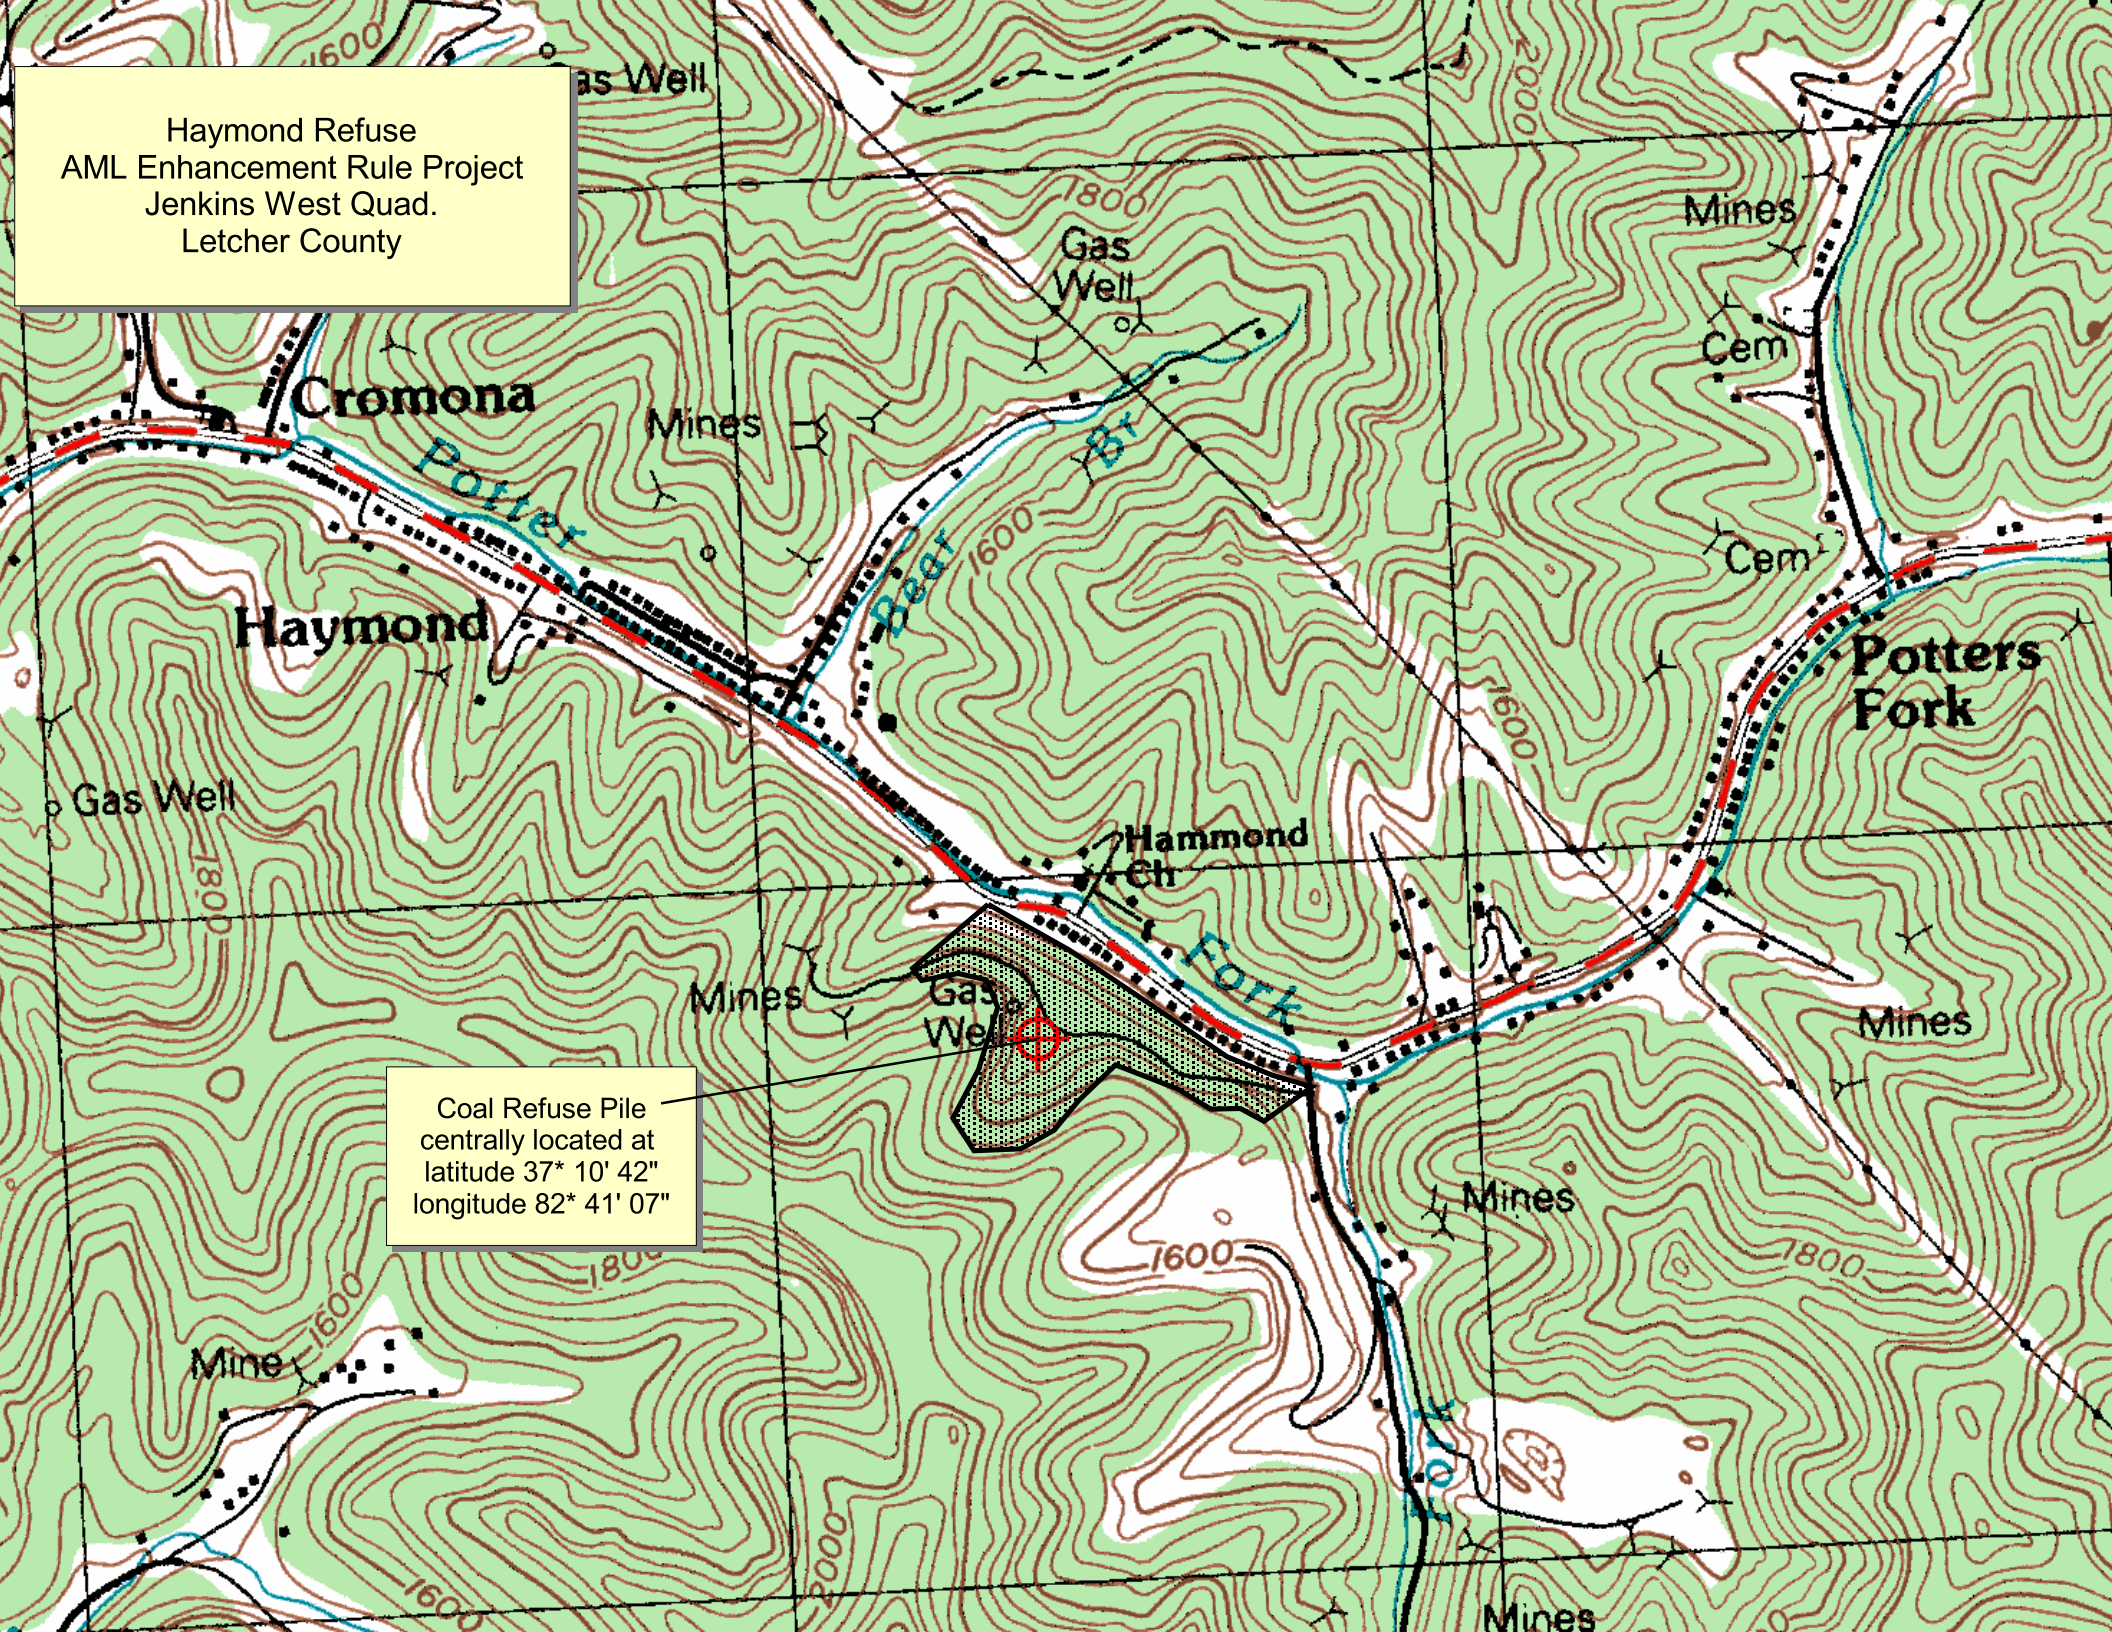 1600
as Well
2000
Haymond Refuse
AML Enhancement Rule Project
Jenkins West Quad.
Letcher County
1800
Mines
Gas
Well
Cem
Cromona
Mines
Potter
Br
Bear
1600
Cem
Haymond
Potters
Fork
1600
Gas Well
1800
Hammond
Ch
Fork
Mines
Gas
Well
Mines
Coal Refuse Pile
centrally located at
latitude 37* 10' 42"
longitude 82* 41' 07"
Mines
1600
1800
1800
1600
Mine
Fork
2000
1600
Mines